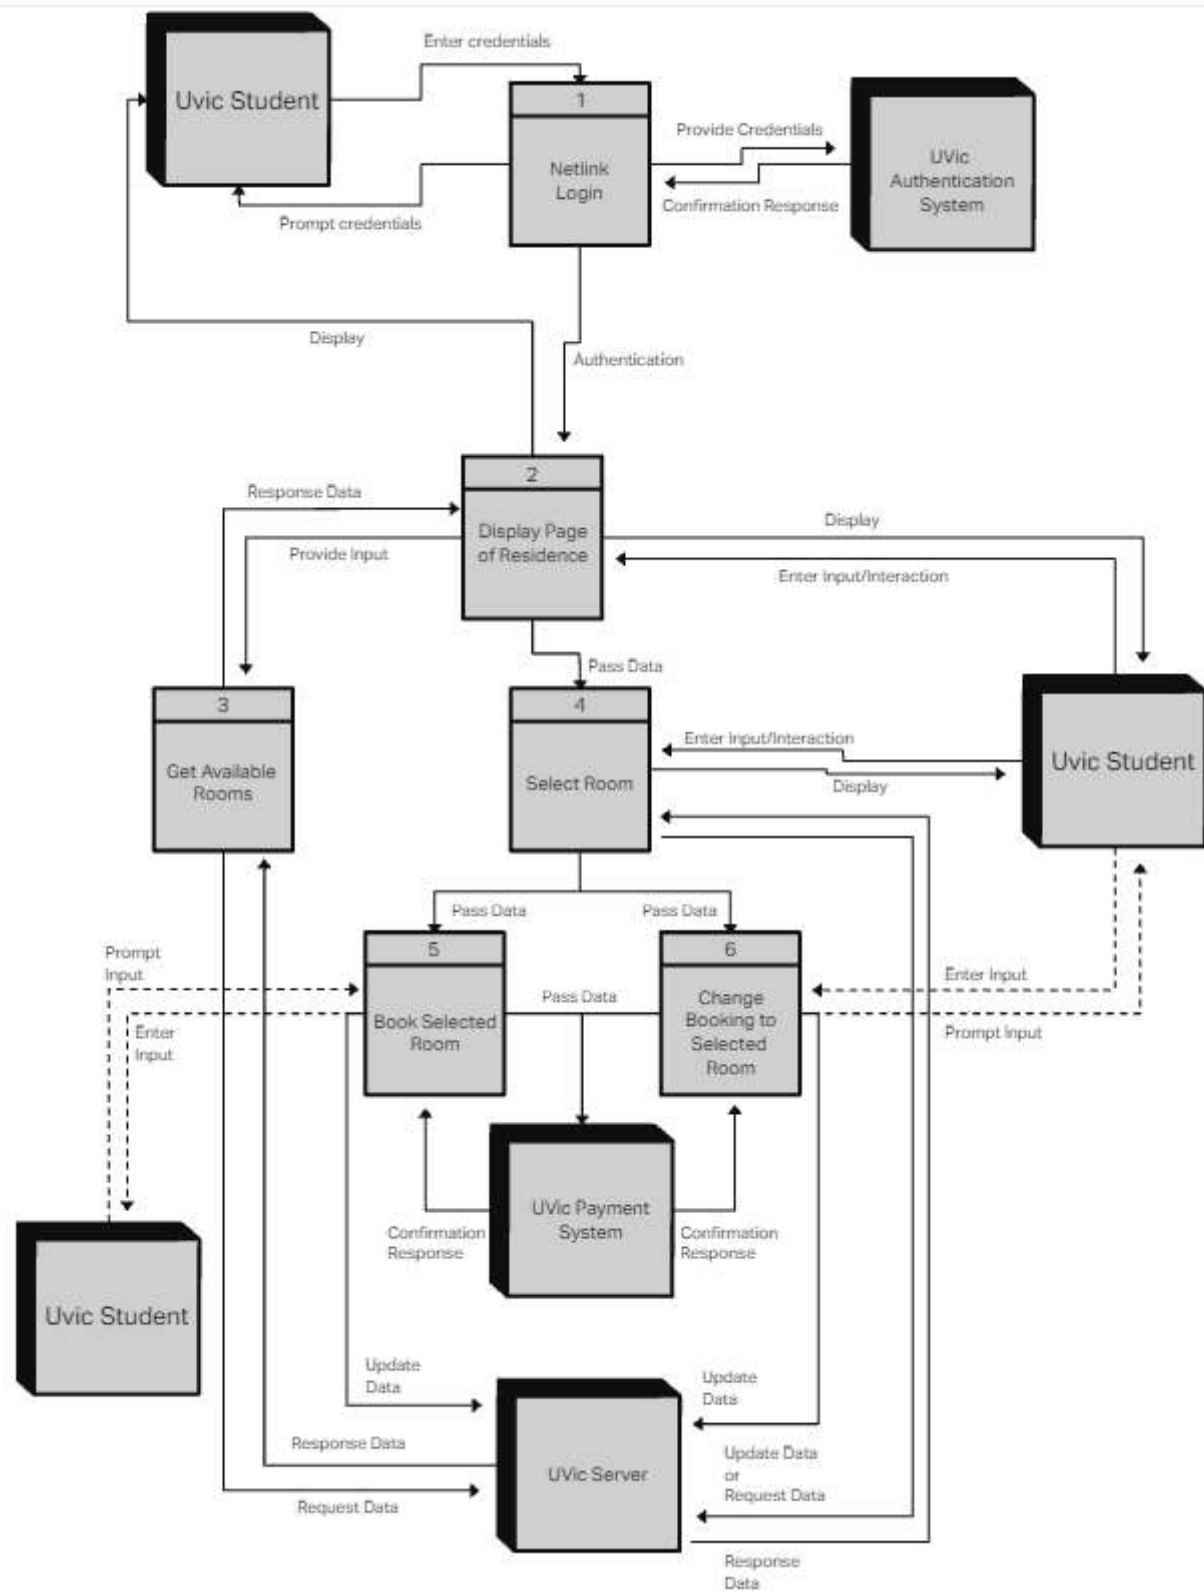 Enter credentials
Uvic Student
1
Netlink
Login
Provide Credentials
UVic
Authentication
System
Confirmation Response
Prompt credentials
Display
Authentication
2
Display Page
of Residence
Response Data
Provide Input
Display
Enter Input/Interaction
Pass Data
3
Get Available
Rooms
4
Select Room
Enter Input/Interaction
Display
Uvic Student
Pass Data
Pass Data
Prompt
Input
Enter
Input
5
Book Selected
Room
Pass Data
6
Change
Booking to
Selected
Room
Enter Input
Prompt Input
UVic Payment
System
Confirmation
Response
Confirmation
Response
Uvic Student
Update
Data
Update
Data
Response Data
Request Data
UVic Server
Update Data
or
Request Data
Response
Data